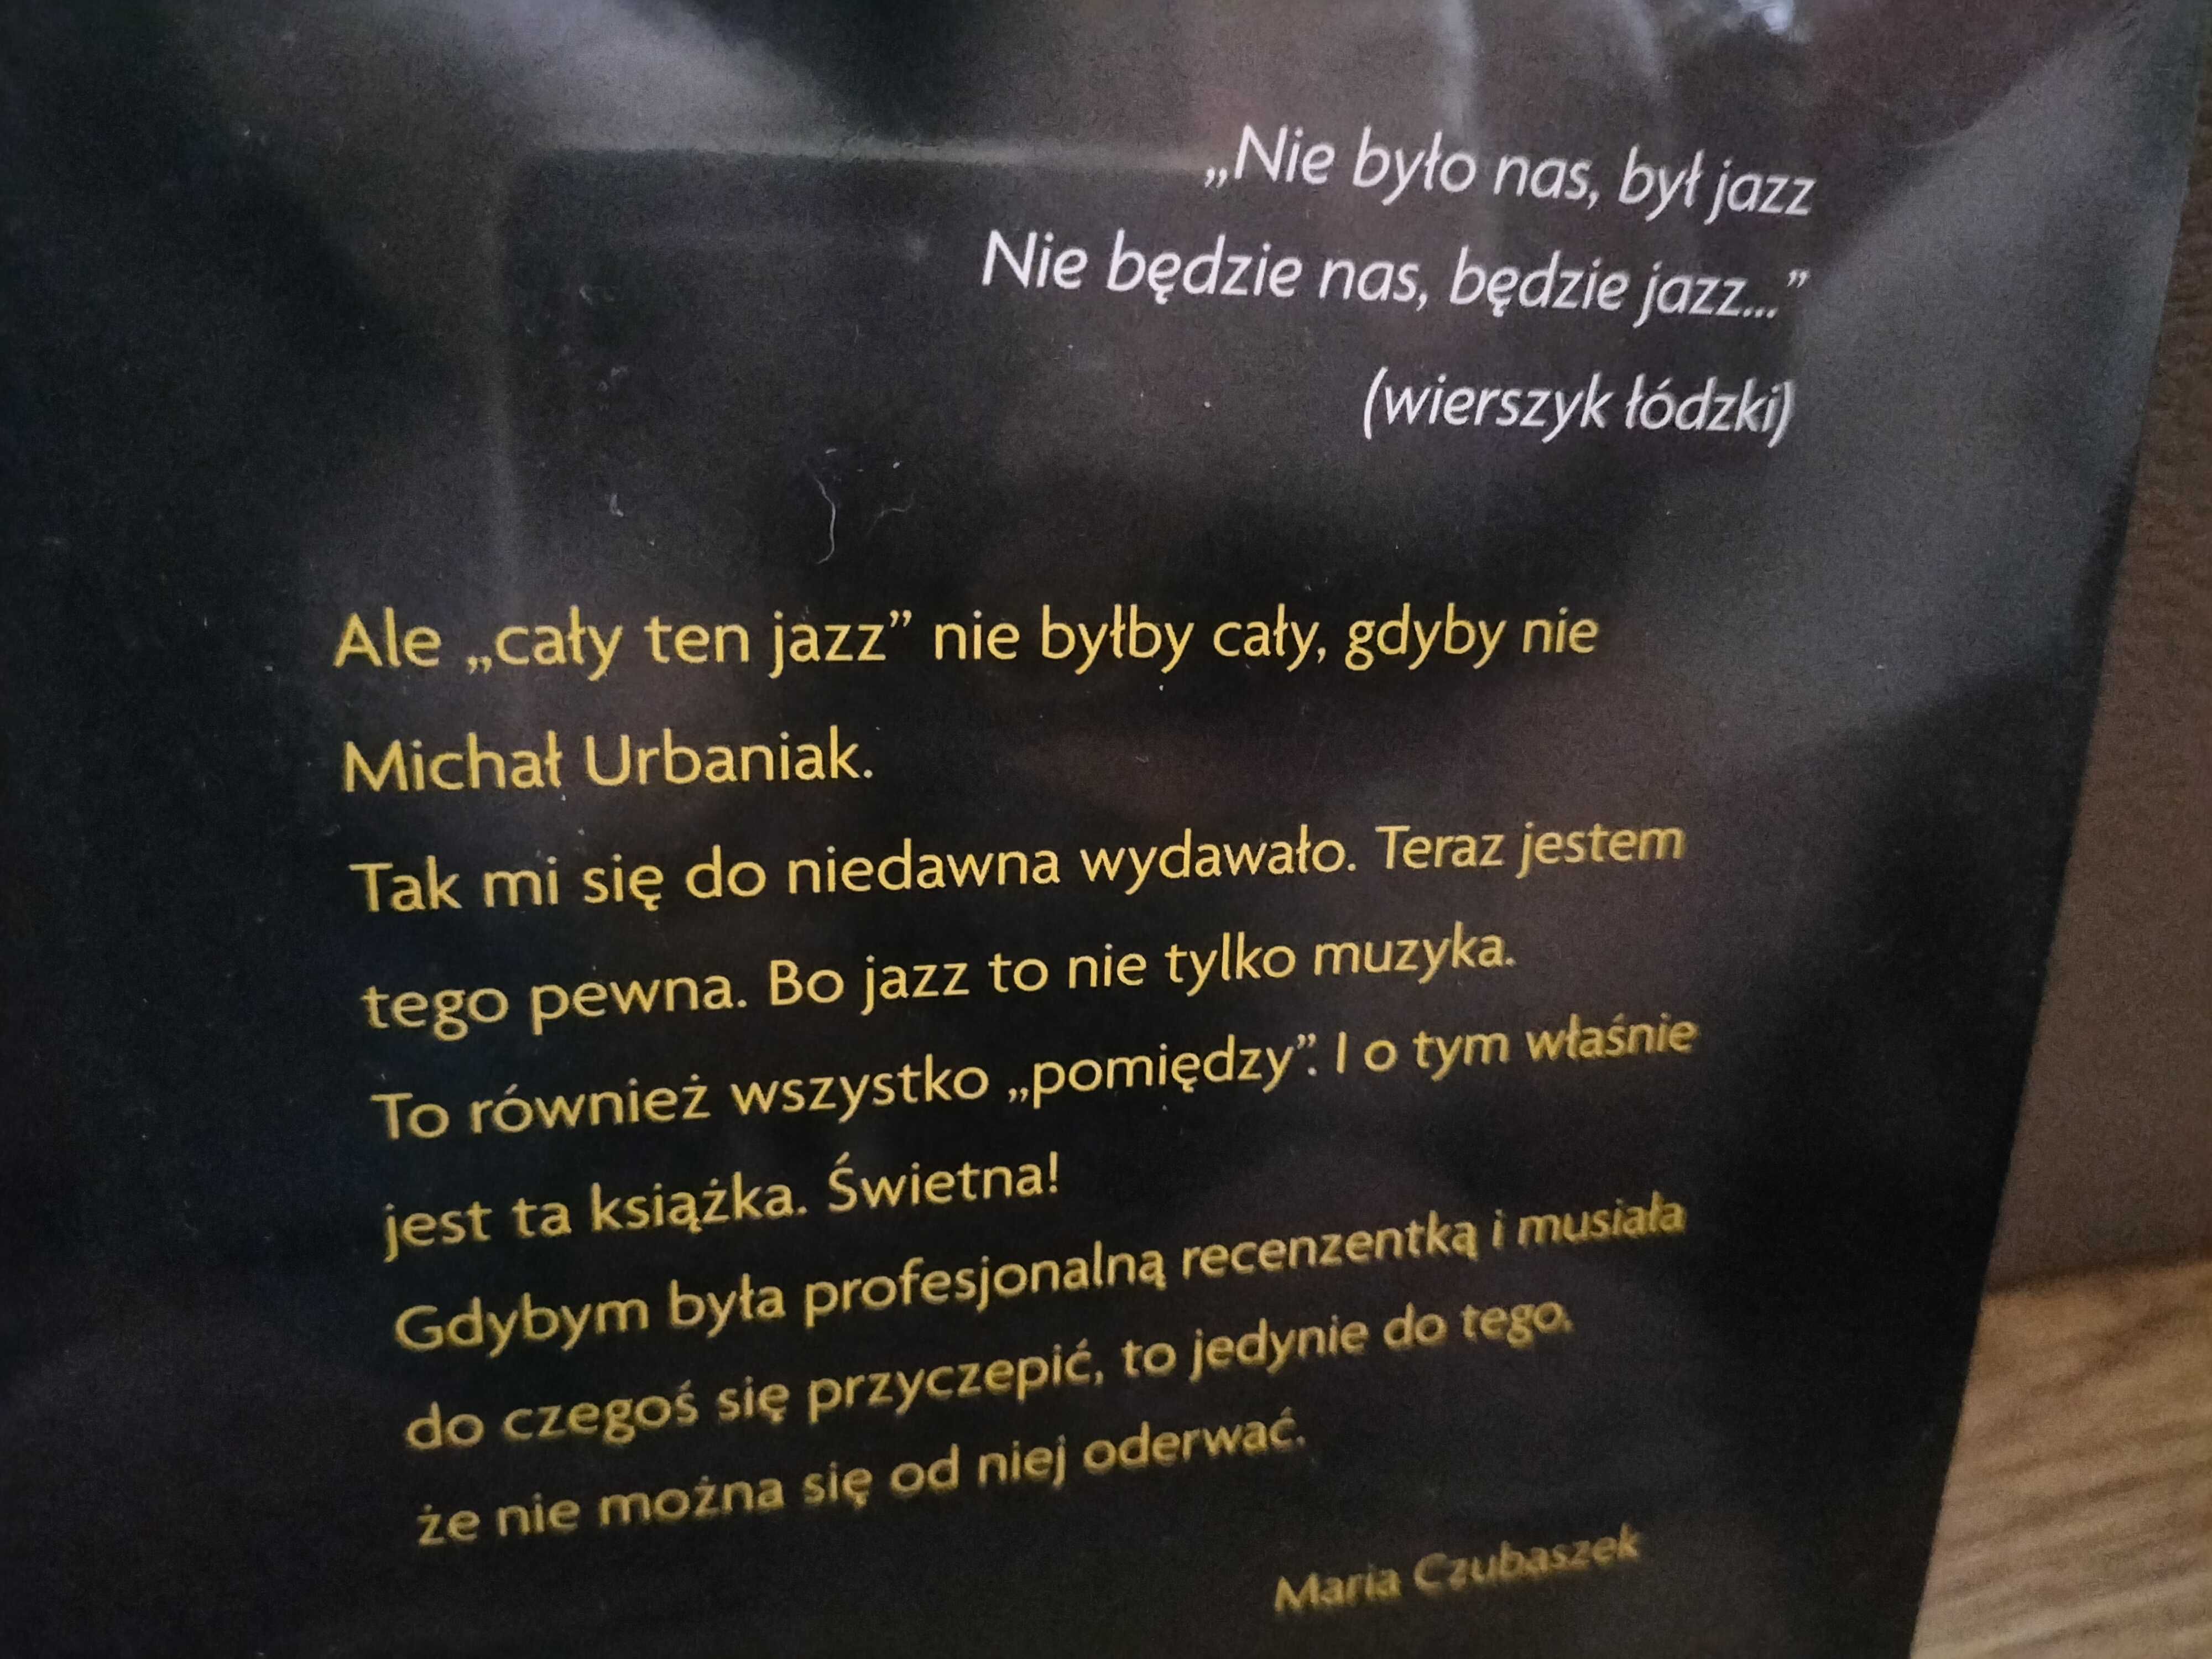 „Nie było nas, był jazz
Nie będzie nas, będzie jazz...”
(wierszyk łódzki)
Ale „cały ten jazz” nie byłby cały, gdyby nie
Michał Urbaniak.
Tak mi się do niedawna wydawało. Teraz jestem
tego pewna. Bo jazz to nie tylko muzyka.
To również wszystko „pomiędzy”. I o tym właśnie
jest ta książka. Świetna!
Gdybym była profesjonalną recenzentką i musiała
do czegoś się przyczepić, to jedynie do tego,
że nie można się od niej oderwać.
Maria Czubaszek